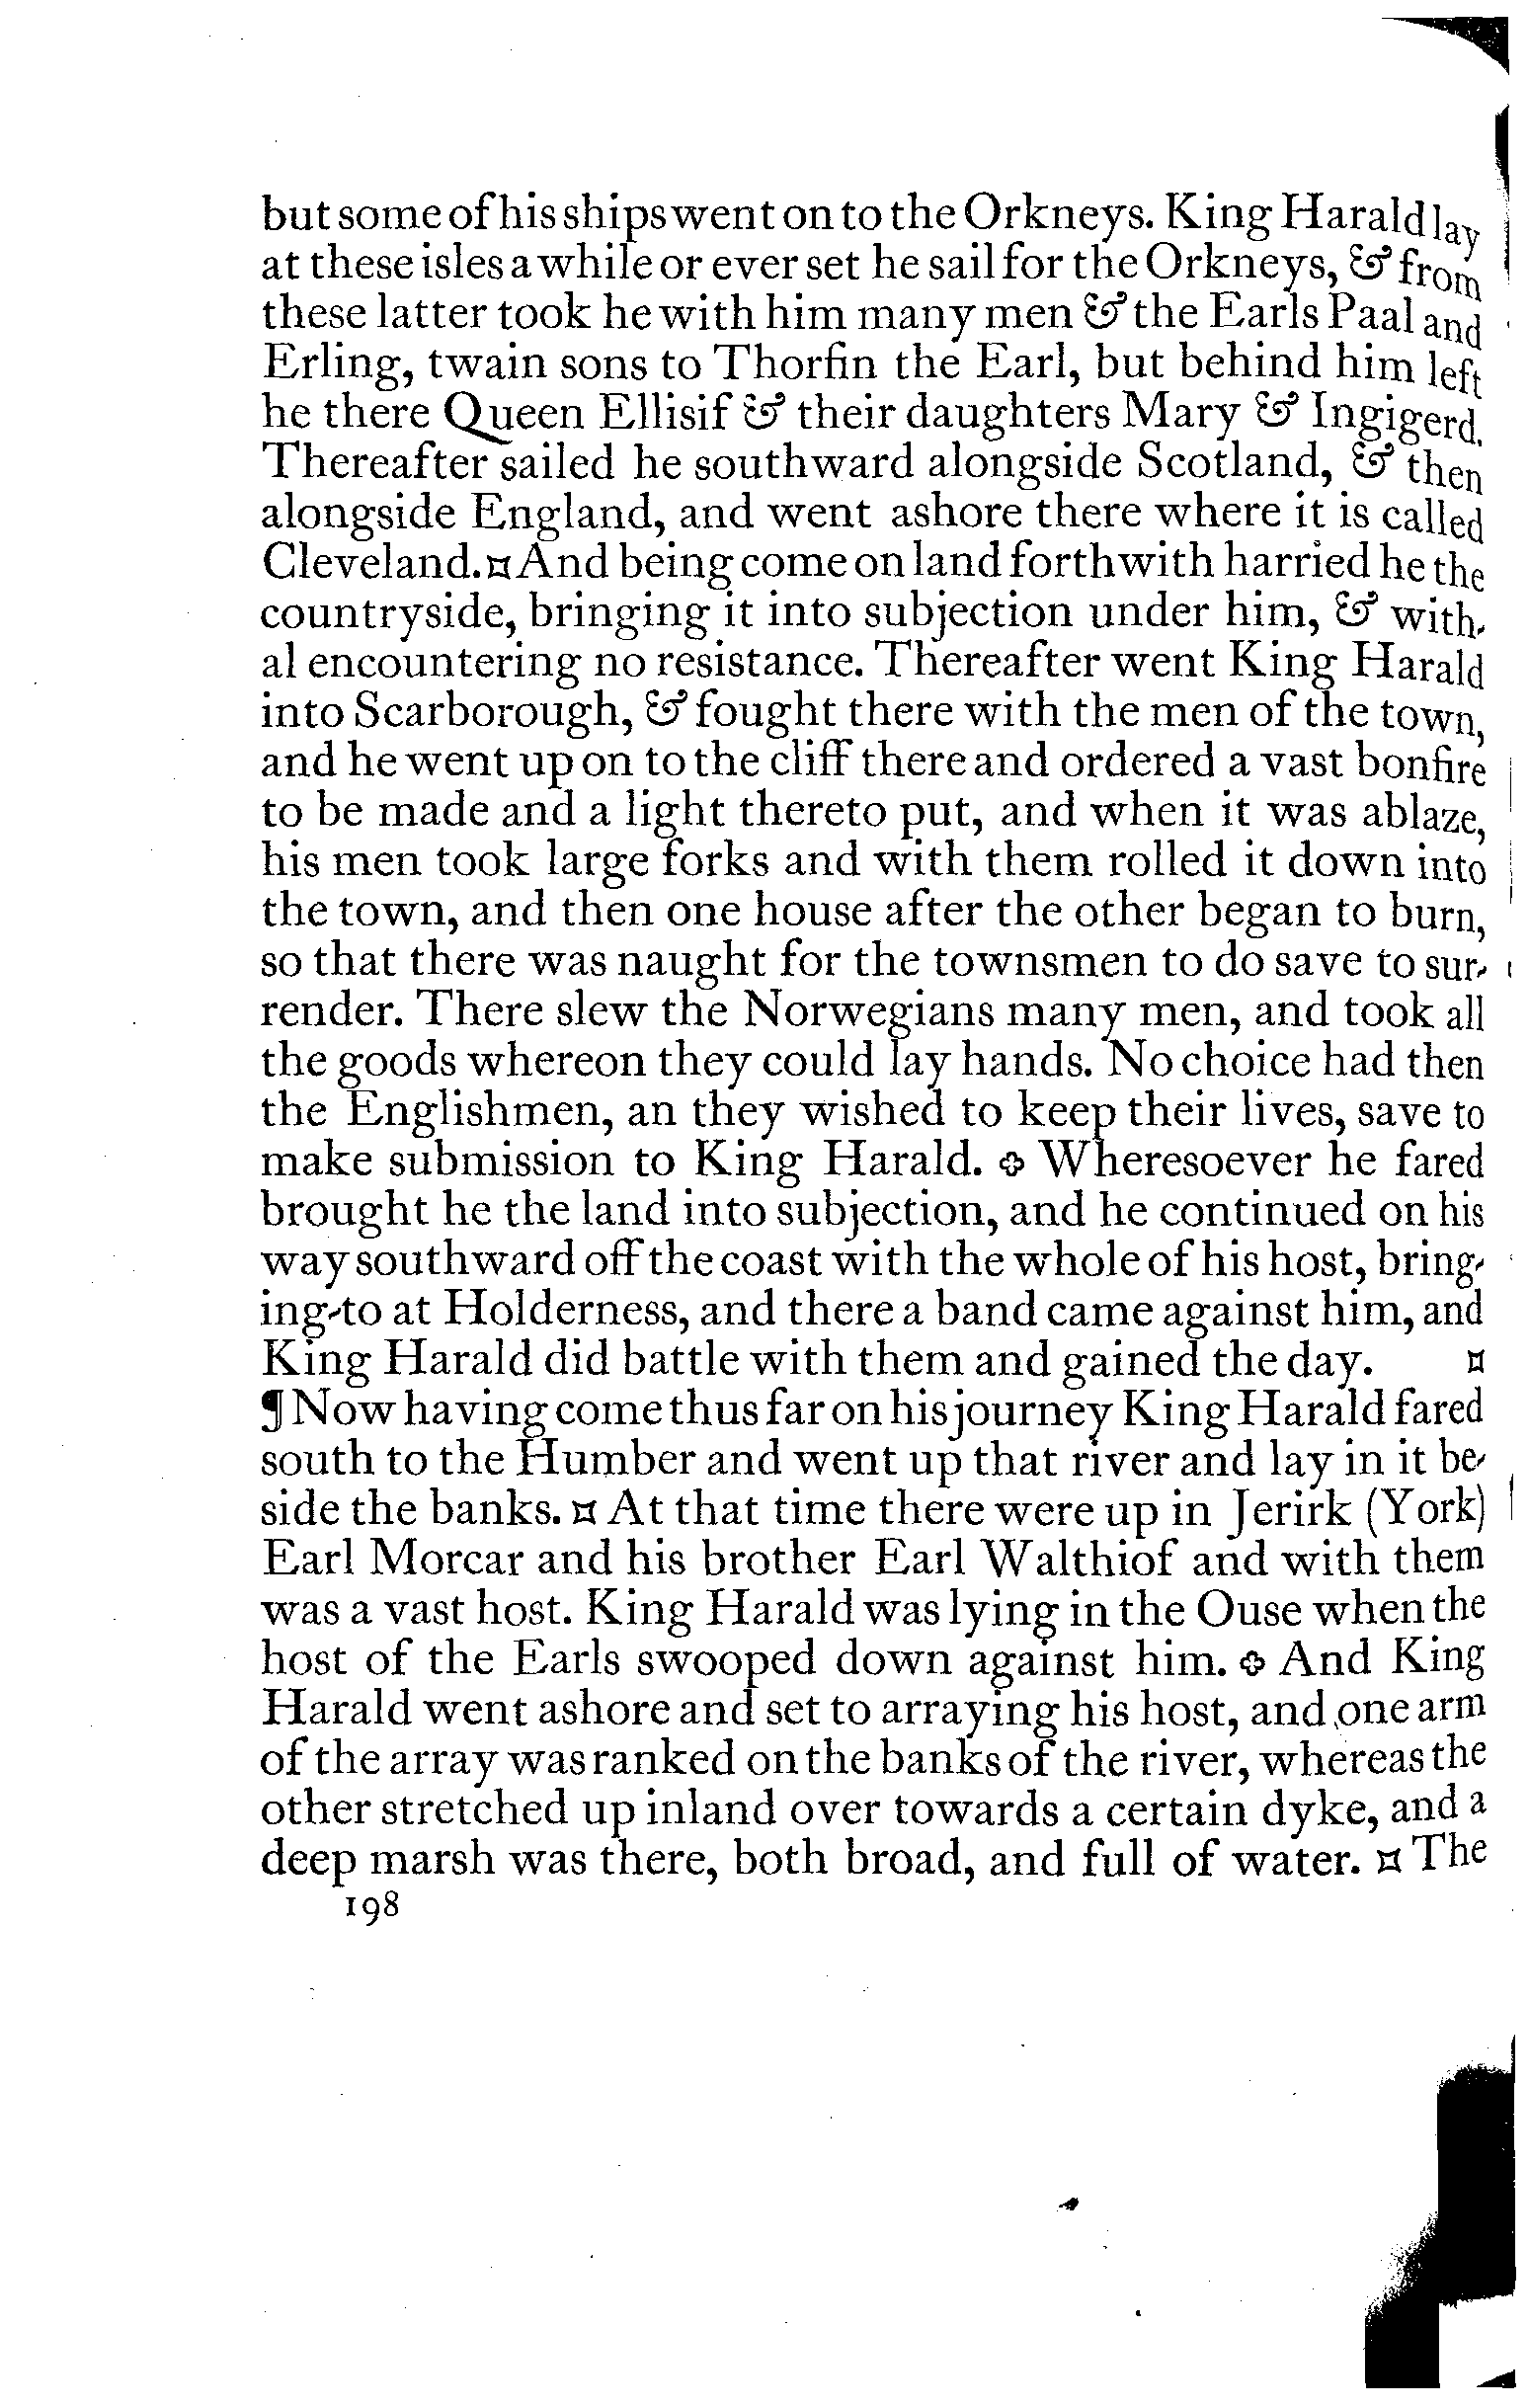 but some of his ships went on to the Orkneys. King Harald lay
at these isles a while or ever set he sail for the Orkneys, & from
these latter took he with him many men & the Earls Paal and
Erling, twain sons to Thorfin the Earl, but behind him left
he there Queen Ellisif & their daughters Mary & Ingigerd.
Thereafter sailed he southward alongside Scotland, & then
alongside England, and went ashore there where it is called
Cleveland. ¤ And being come on land forthwith harried he the
countryside, bringing it into subjection under him, & with-
al encountering no resistance. Thereafter went King Harald
into Scarborough, & fought there with the men of the town,
and he went up on to the cliff there and ordered a vast bonfire
to be made and a light thereto put, and when it was ablaze,
his men took large forks and with them rolled it down into
the town, and then one house after the other began to burn,
so that there was naught for the townsmen to do save to sur-
render. There slew the Norwegians many men, and took all
the goods whereon they could lay hands. No choice had then
the Englishmen, an they wished to keep their lives, save to
make submission to King Harald. ✥ Wheresoever he fared
brought he the land into subjection, and he continued on his
way southward off the coast with the whole of his host, bring-
ing-to at Holderness, and there a band came against him, and
King Harald did battle with them and gained the day. ¤
¶ Now having come thus far on his journey King Harald fared
south to the Humber and went up that river and lay in it be-
side the banks. ¤ At that time there were up in Jerirk (York)
Earl Morcar and his brother Earl Walthiof and with them
was a vast host. King Harald was lying in the Ouse when the
host of the Earls swooped down against him. ✥ And King
Harald went ashore and set to arraying his host, and one arm
of the array was ranked on the banks of the river, whereas the
other stretched up inland over towards a certain dyke, and a
deep marsh was there, both broad, and full of water. ¤ The
198